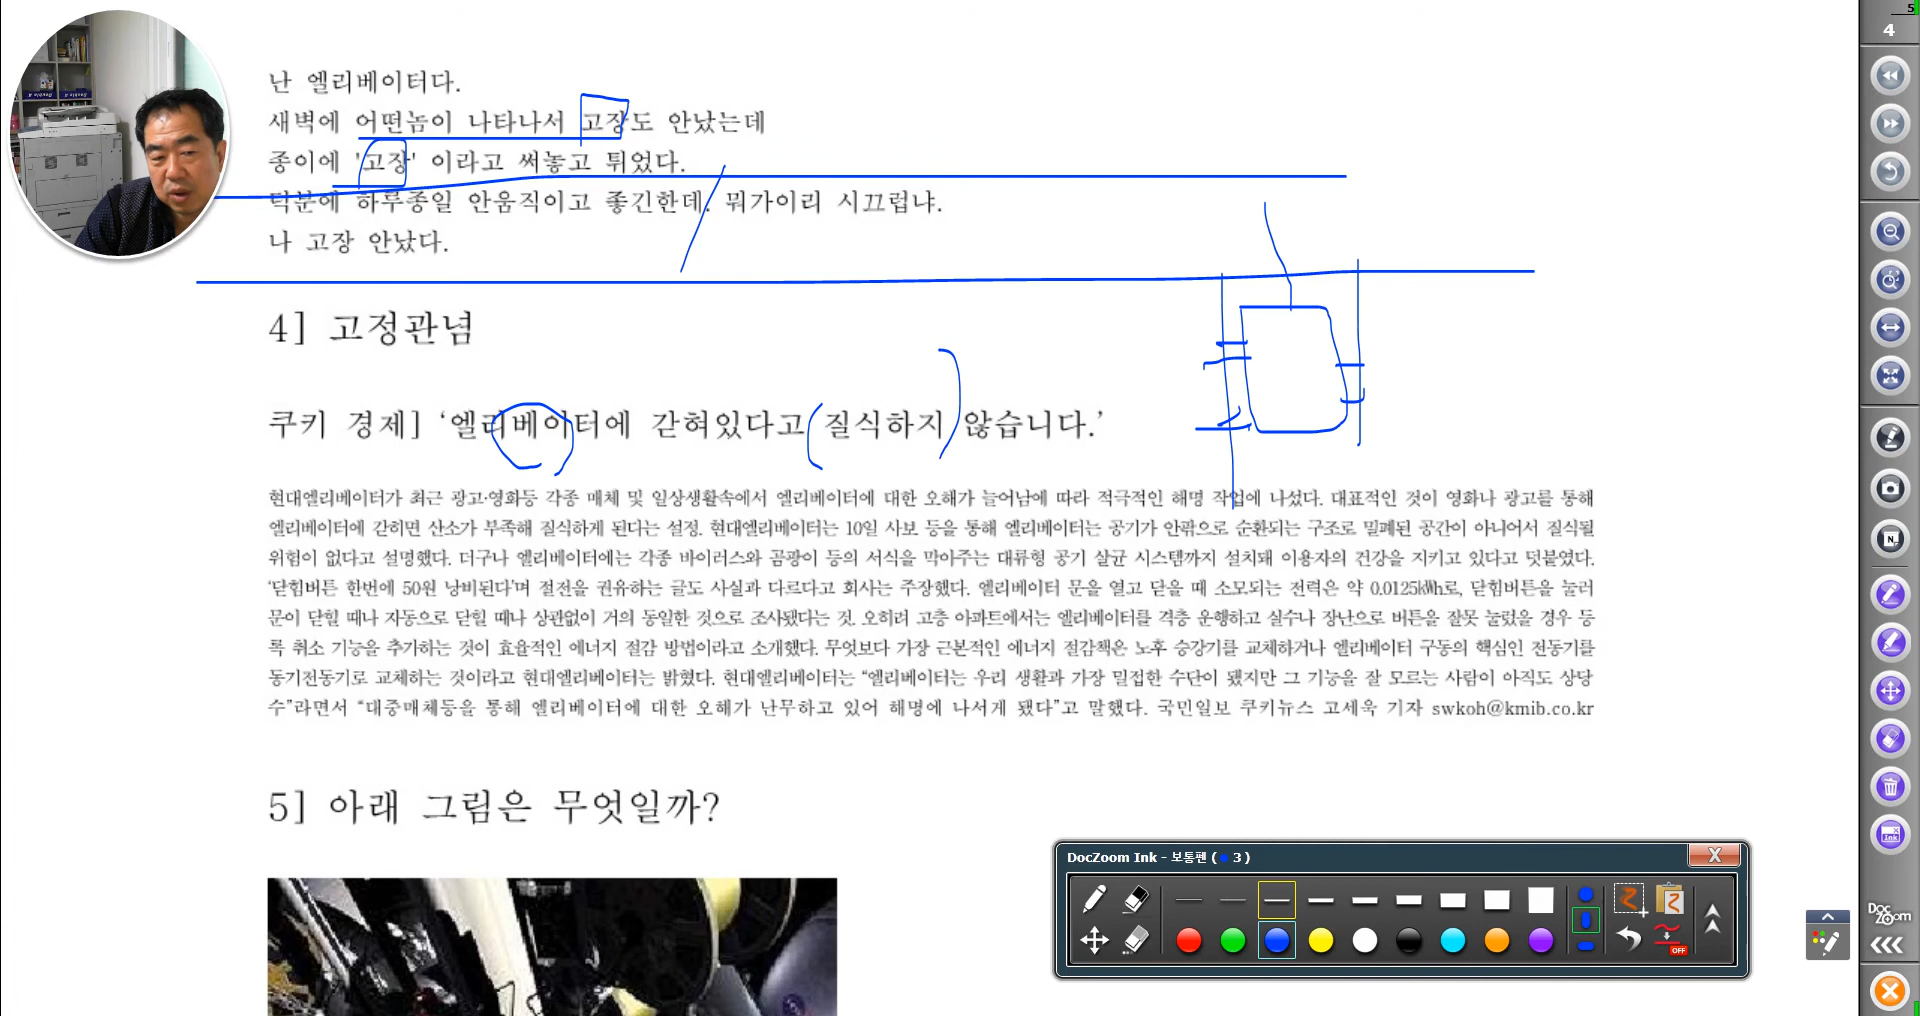 5
4
난 엘리베이터다.
새벽에 어떤놈이 나타나서 고장도 안났는데
종이에 '고장' 이라고 써놓고 튀었다.
덕분에 하루종일 안움직이고 좋긴한데. 뭐가이리 시끄럽냐.
나 고장 안났다.
4] 고정관념
쿠키 경제] ‘엘리베이터에 갇혀있다고 질식하지 않습니다.’
현대엘리베이터가 최근 광고·영화등 각종 매체 및 일상생활속에서 엘리베이터에 대한 오해가 늘어남에 따라 적극적인 해명 작업에 나섰다. 대표적인 것이 영화나 광고를 통해
엘리베이터에 갇히면 산소가 부족해 질식하게 된다는 설정. 현대엘리베이터는 10일 사보 등을 통해 엘리베이터는 공기가 안팎으로 순환되는 구조로 밀폐된 공간이 아니어서 질식될
위험이 없다고 설명했다. 더구나 엘리베이터에는 각종 바이러스와 곰팡이 등의 서식을 막아주는 대류형 공기 살균 시스템까지 설치돼 이용자의 건강을 지키고 있다고 덧붙였다.
‘닫힘버튼 한번에 50원 낭비된다’며 절전을 권유하는 글도 사실과 다르다고 회사는 주장했다. 엘리베이터 문을 열고 닫을 때 소모되는 전력은 약 0.0125㎾h로, 닫힘버튼을 눌러
문이 닫힐 때나 자동으로 닫힐 때나 상관없이 거의 동일한 것으로 조사됐다는 것. 오히려 고층 아파트에서는 엘리베이터를 격층 운행하고 실수나 장난으로 버튼을 잘못 눌렀을 경우 등
록 취소 기능을 추가하는 것이 효율적인 에너지 절감 방법이라고 소개했다. 무엇보다 가장 근본적인 에너지 절감책은 노후 승강기를 교체하거나 엘리베이터 구동의 핵심인 전동기를
동기전동기로 교체하는 것이라고 현대엘리베이터는 밝혔다. 현대엘리베이터는 “엘리베이터는 우리 생활과 가장 밀접한 수단이 됐지만 그 기능을 잘 모르는 사람이 아직도 상당
수”라면서 “대중매체등을 통해 엘리베이터에 대한 오해가 난무하고 있어 해명에 나서게 됐다”고 말했다. 국민일보 쿠키뉴스 고세욱 기자 swkoh@kmib.co.kr
5] 아래 그림은 무엇일까?
DocZoom Ink - 보통펜 ( 3 )
OFF
N
Ink
Doc Zoom